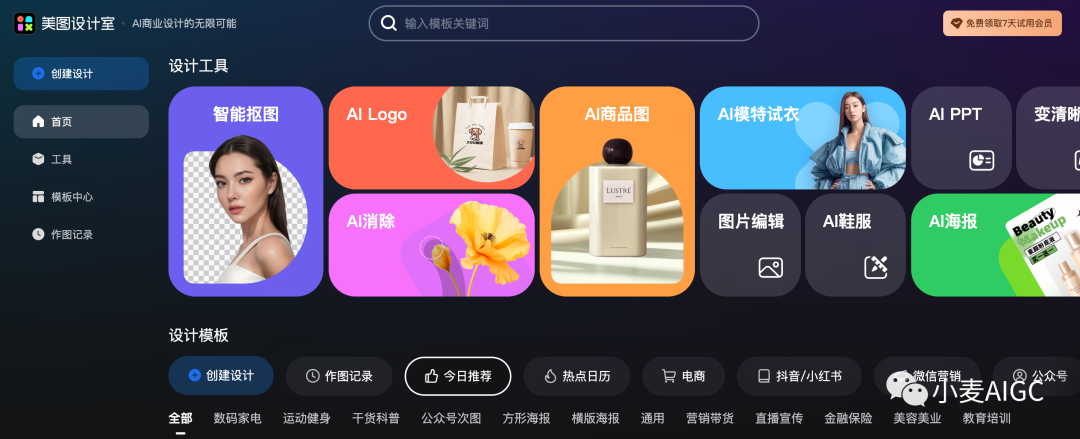 美图设计室 · AI商业设计的无限可能
输入模板关键词
免费领取7天试用会员
创建设计
首页
工具
模板中心
作图记录
设计工具
智能抠图
AI Logo
AI消除
AI商品图
LUSTRÉ
AI模特试衣
图片编辑
AI鞋服
AI PPT
变清晰
AI海报
Beauty
Makeup
设计模板
创建设计
作图记录
今日推荐
热点日历
电商
抖音/小红书
微信营销
公众号
全部
数码家电
运动健身
干货科普
公众号次图
方形海报
横版海报
通用
营销带货
直播宣传
金融保险
美容美业
教育培训
小麦AIGC